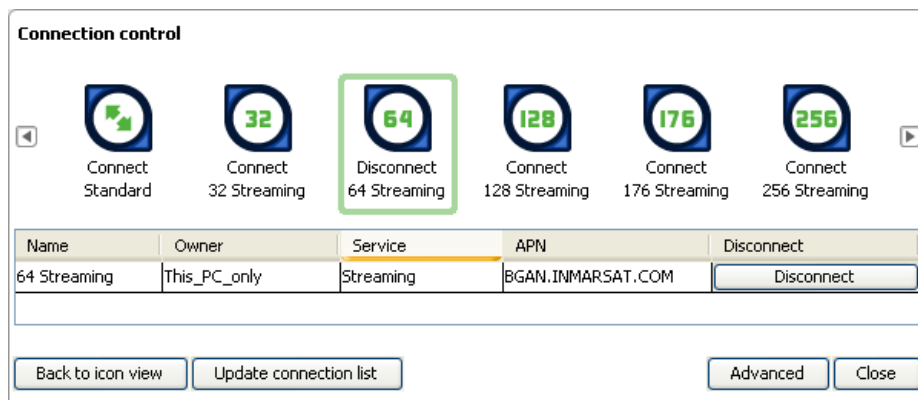 Connection control
32
64
128
176
256
Connect
Standard
Connect
32 Streaming
Disconnect
64 Streaming
Connect
128 Streaming
Connect
176 Streaming
Connect
256 Streaming
Name Owner Service APN Disconnect
64 Streaming This_PC_only Streaming BGAN.INMARSAT.COM Disconnect
Back to icon view Update connection list Advanced Close